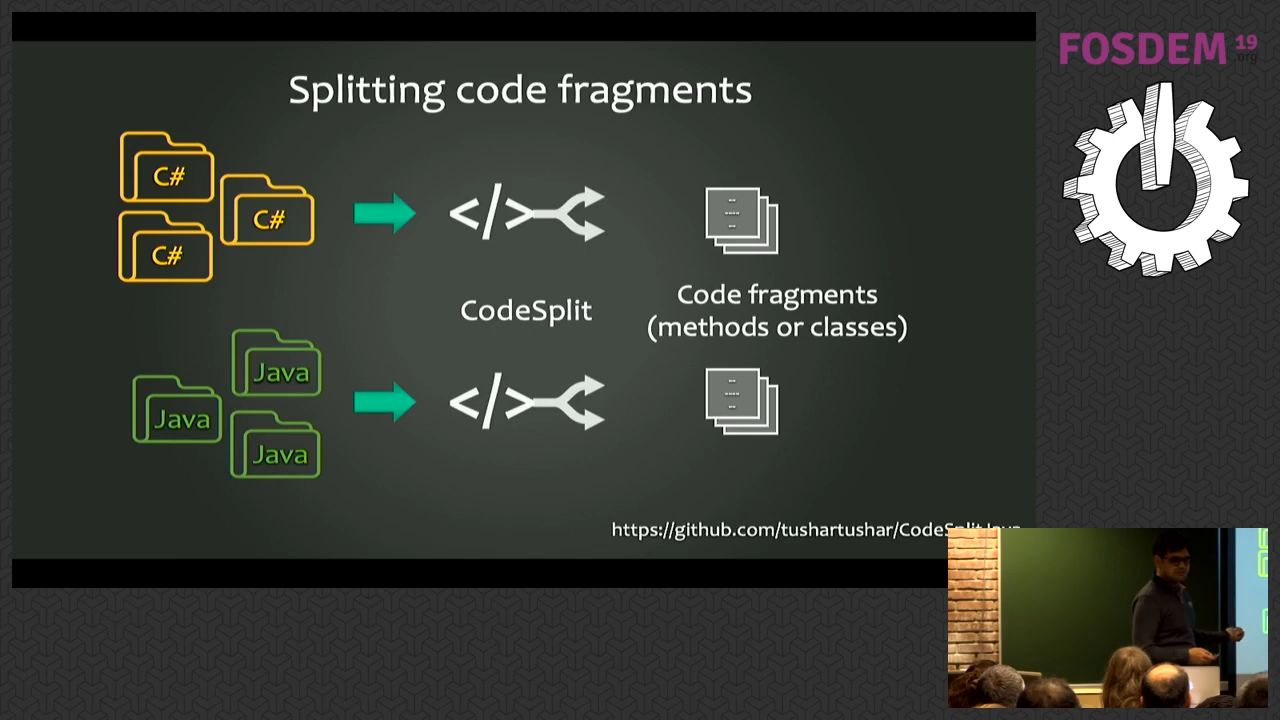 FOSDEM 19
.org
Splitting code fragments
C#
C#
C#
CodeSplit
Code fragments
(methods or classes)
Java
Java
Java
https://github.com/tushartushar/CodeSplitJava